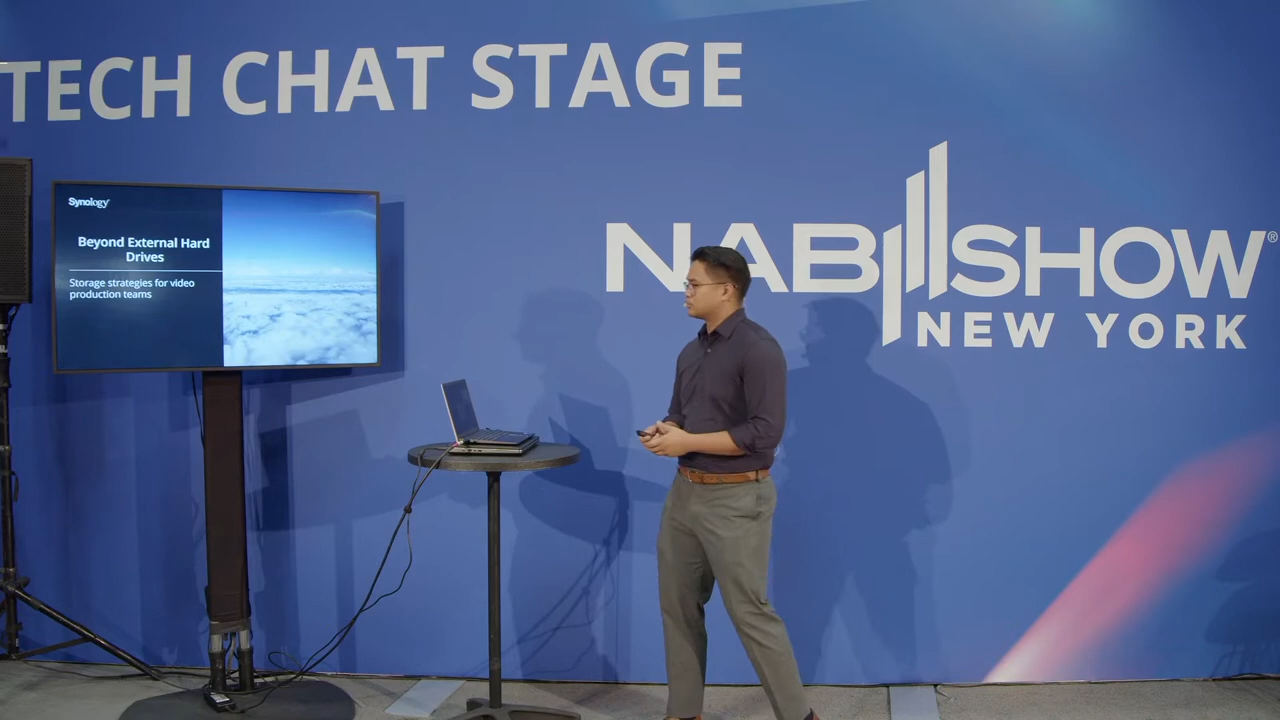 TECH CHAT STAGE
Synology
Beyond External Hard
Drives
Storage strategies for video
production teams
NAB SHOW®
NEW YORK